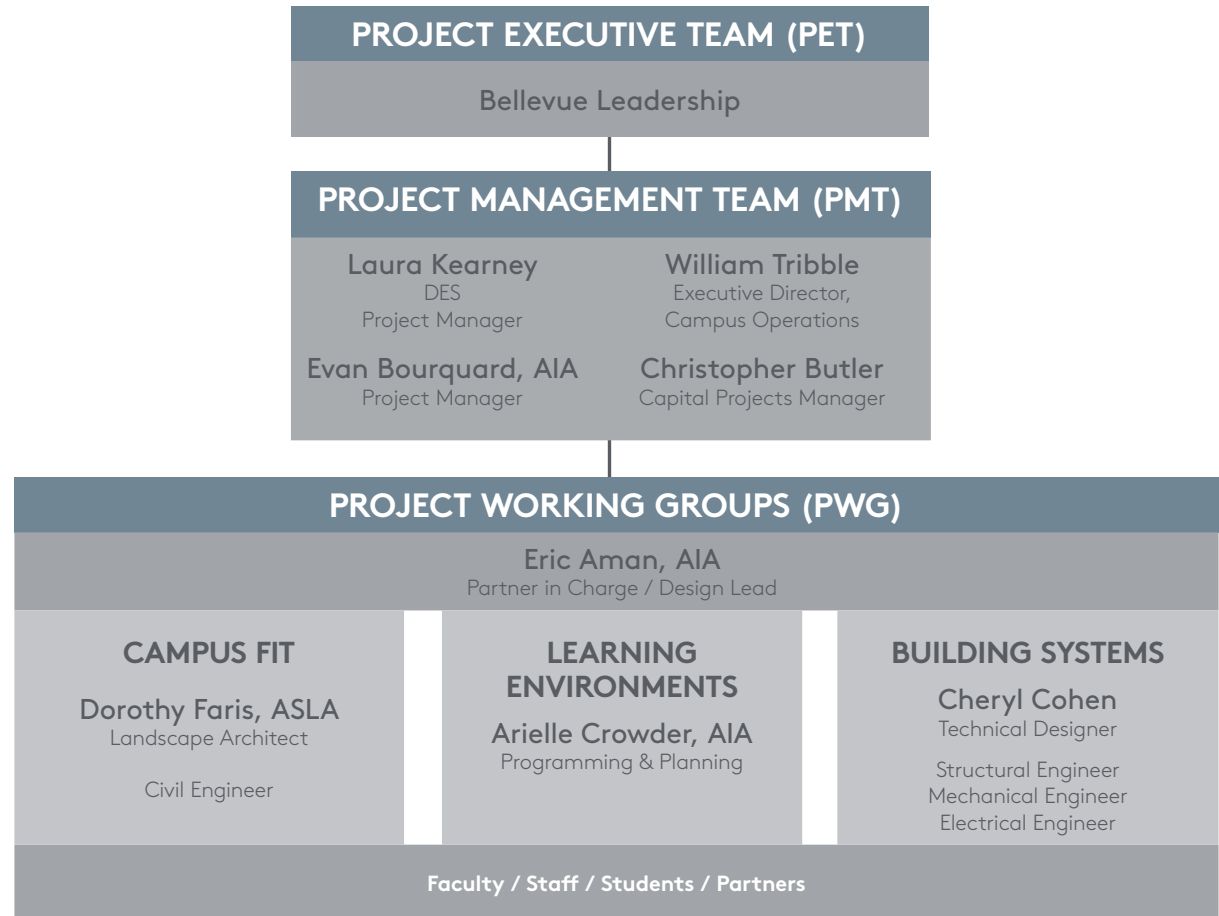 PROJECT EXECUTIVE TEAM (PET)
Bellevue Leadership
PROJECT MANAGEMENT TEAM (PMT)
Laura Kearney
DES
Project Manager
William Tribble
Executive Director,
Campus Operations
Evan Bourquard, AIA
Project Manager
Christopher Butler
Capital Projects Manager
PROJECT WORKING GROUPS (PWG)
Eric Aman, AIA
Partner in Charge / Design Lead
CAMPUS FIT
Dorothy Faris, ASLA
Landscape Architect
Civil Engineer
LEARNING
ENVIRONMENTS
Arielle Crowder, AIA
Programming & Planning
BUILDING SYSTEMS
Cheryl Cohen
Technical Designer
Structural Engineer
Mechanical Engineer
Electrical Engineer
Faculty / Staff / Students / Partners